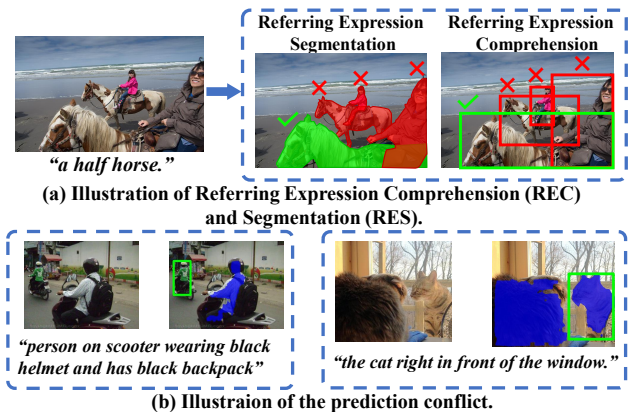 Referring Expression Segmentation
Referring Expression Comprehension
"a half horse."
(a) Illustration of Referring Expression Comprehension (REC)
and Segmentation (RES).
"person on scooter wearing black
helmet and has black backpack"
"the cat right in front of the window."
(b) Illustraion of the prediction conflict.